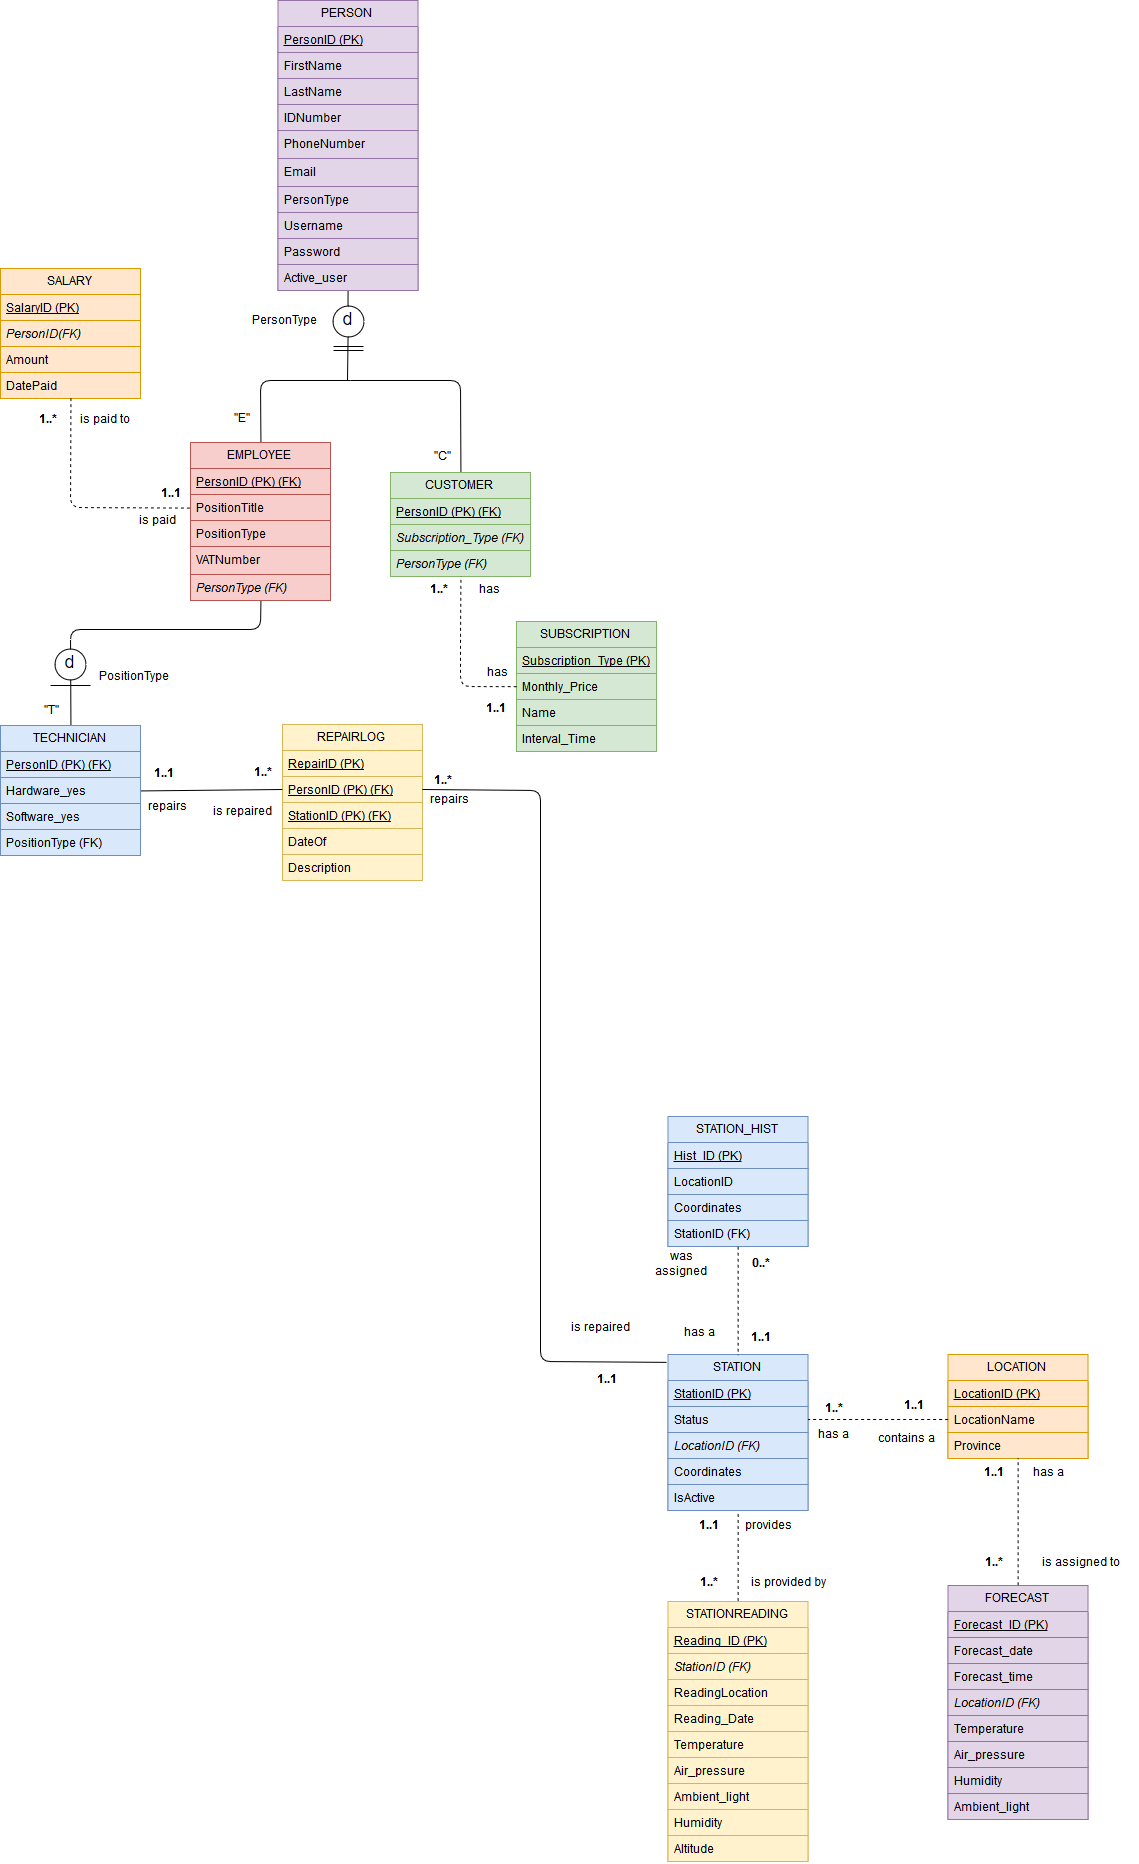 PERSON
PersonID (PK)
FirstName
LastName
IDNumber
PhoneNumber
Email
PersonType
Username
Password
Active_user
PersonType
d
SALARY
SalaryID (PK)
PersonID(FK)
Amount
DatePaid
1..*
is paid to
1..1
is paid
"E"
"C"
EMPLOYEE
PersonID (PK) (FK)
PositionTitle
PositionType
VATNumber
PersonType (FK)
CUSTOMER
PersonID (PK) (FK)
Subscription_Type (FK)
PersonType (FK)
1..*
has
has
1..1
SUBSCRIPTION
Subscription_Type (PK)
Monthly_Price
Name
Interval_Time
d
PositionType
"T"
TECHNICIAN
PersonID (PK) (FK)
Hardware_yes
Software_yes
PositionType (FK)
1..1
repairs
1..*
is repaired
REPAIRLOG
RepairID (PK)
PersonID (PK) (FK)
StationID (PK) (FK)
DateOf
Description
1..*
repairs
is repaired
1..1
STATION_HIST
Hist_ID (PK)
LocationID
Coordinates
StationID (FK)
was
assigned
0..*
has a
1..1
STATION
StationID (PK)
Status
LocationID (FK)
Coordinates
IsActive
1..*
has a
1..1
contains a
LOCATION
LocationID (PK)
LocationName
Province
1..1
has a
1..*
is assigned to
1..1
provides
1..*
is provided by
STATIONREADING
Reading_ID (PK)
StationID (FK)
ReadingLocation
Reading_Date
Temperature
Air_pressure
Ambient_light
Humidity
Altitude
FORECAST
Forecast_ID (PK)
Forecast_date
Forecast_time
LocationID (FK)
Temperature
Air_pressure
Humidity
Ambient_light